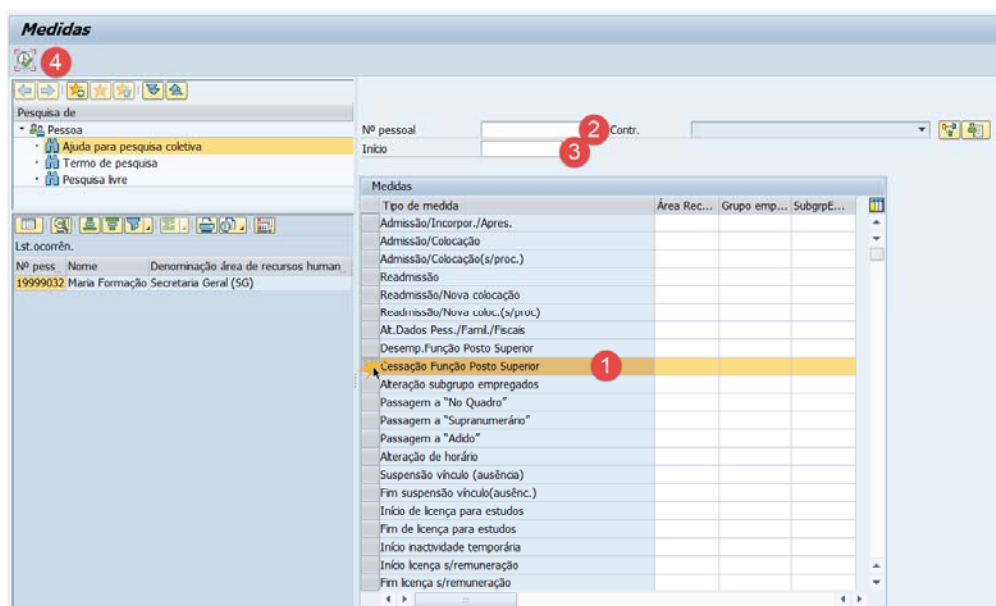 Medidas
4
Pesquisa de
Pessoa
Ajuda para pesquisa coletiva
Termo de pesquisa
Pesquisa livre
Lst.ocorrên.
Nº pess Nome Denominação área de recursos human
19999032 Maria Formação Secretaria Geral (SG)
Nº pessoal 2 Contr.
Início 3
Medidas
Tipo de medida Área Rec... Grupo emp... SubgrpE...
Admissão/Incorpor./Apres.
Admissão/Colocação
Admissão/Colocação(s/proc.)
Readmissão
Readmissão/Nova colocação
Readmissão/Nova coloc.(s/proc)
Alt.Dados Pess./Famil./Fiscais
Desemp.Função Posto Superior
Cessação Função Posto Superior 1
Alteração subgrupo empregados
Passagem a "No Quadro"
Passagem a "Supranumerário"
Passagem a "Adido"
Alteração de horário
Suspensão vínculo (ausência)
Fim suspensão vínculo(ausênc.)
Início de licença para estudos
Fim de licença para estudos
Início inactividade temporária
Início licença s/remuneração
Fim licença s/remuneração